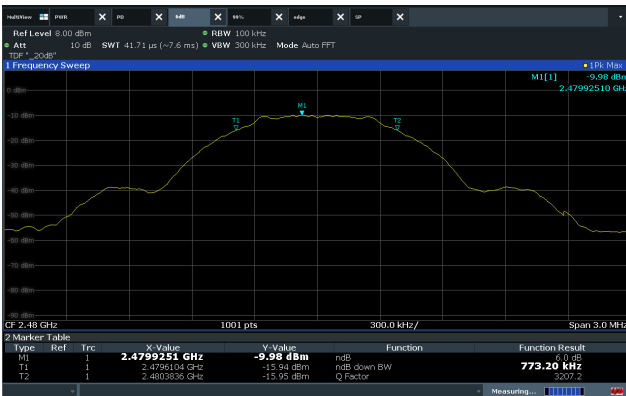 MultiView PWR X PD X ndB X 99% X edge X SP X
Ref Level 8.00 dBm RBW 100 kHz
Att 10 dB SWT 41.71 µs (~7.6 ms) VBW 300 kHz Mode Auto FFT
TDF "_20dB"
1 Frequency Sweep 1Pk Max
M1[1] -9.98 dBm
2.47992510 GHz
0 dBm
M1
-10 dBm
T1 T2
-20 dBm
-30 dBm
-40 dBm
-50 dBm
-60 dBm
-70 dBm
-80 dBm
-90 dBm
CF 2.48 GHz 1001 pts 300.0 kHz/ Span 3.0 MHz
2 Marker Table
Type Ref Trc X-Value Y-Value Function Function Result
M1 1 2.4799251 GHz -9.98 dBm ndB 6.0 dB
T1 1 2.4796104 GHz -15.94 dBm ndB down BW 773.20 kHz
T2 1 2.4803836 GHz -15.95 dBm Q Factor 3207.2
Measuring...